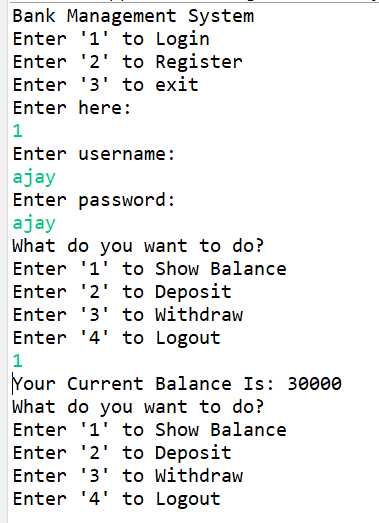 Bank Management System
Enter '1' to Login
Enter '2' to Register
Enter '3' to exit
Enter here:
1
Enter username:
ajay
Enter password:
ajay
What do you want to do?
Enter '1' to Show Balance
Enter '2' to Deposit
Enter '3' to Withdraw
Enter '4' to Logout
1
Your Current Balance Is: 30000
What do you want to do?
Enter '1' to Show Balance
Enter '2' to Deposit
Enter '3' to Withdraw
Enter '4' to Logout